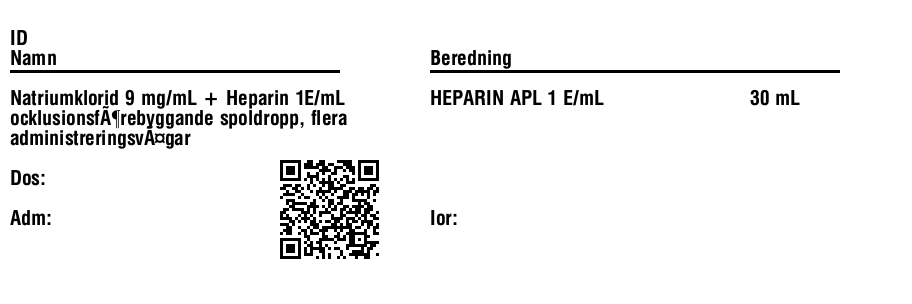 ID
Namn
Beredning
Natriumklorid 9 mg/mL + Heparin 1E/mL
ocklusionsfÃ¶rebyggande spoldropp, flera
administreringsvÃ¤gar
HEPARIN APL 1 E/mL 30 mL
Dos:
Adm:
Ior: